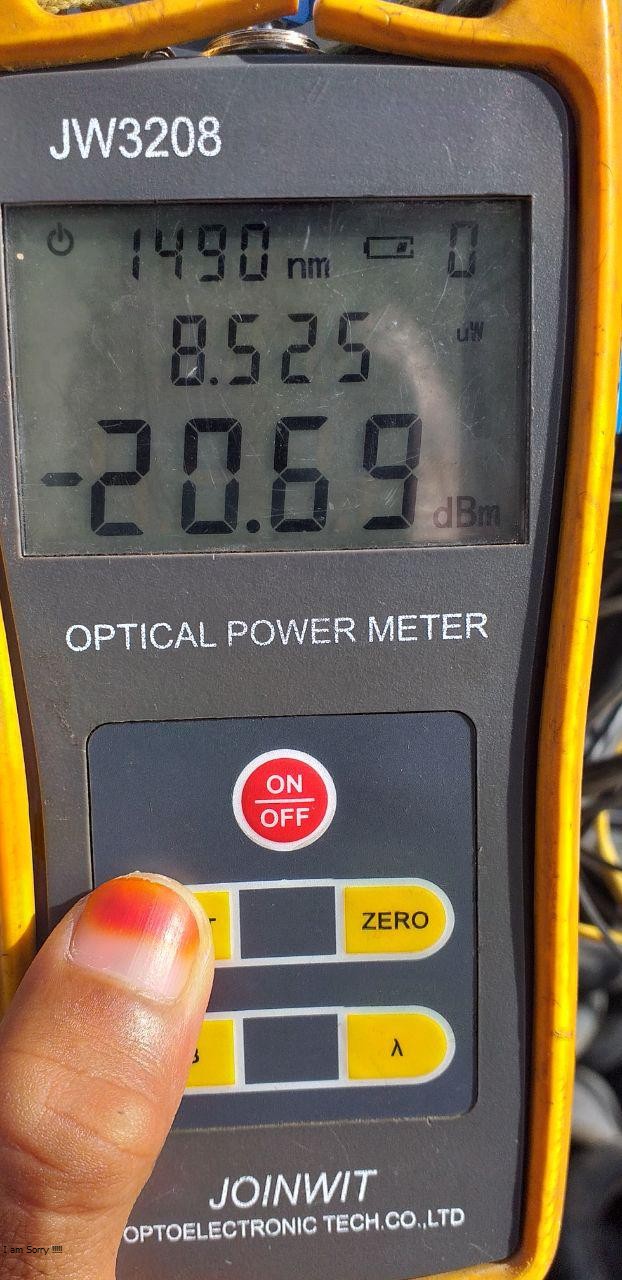 JW3208
1490 nm 0
8.525 uW
-20.69 dBm
OPTICAL POWER METER
ON
OFF
ZERO
λ
JOINWIT
OPTOELECTRONIC TECH.CO.,LTD
I am Sorry !!!!!